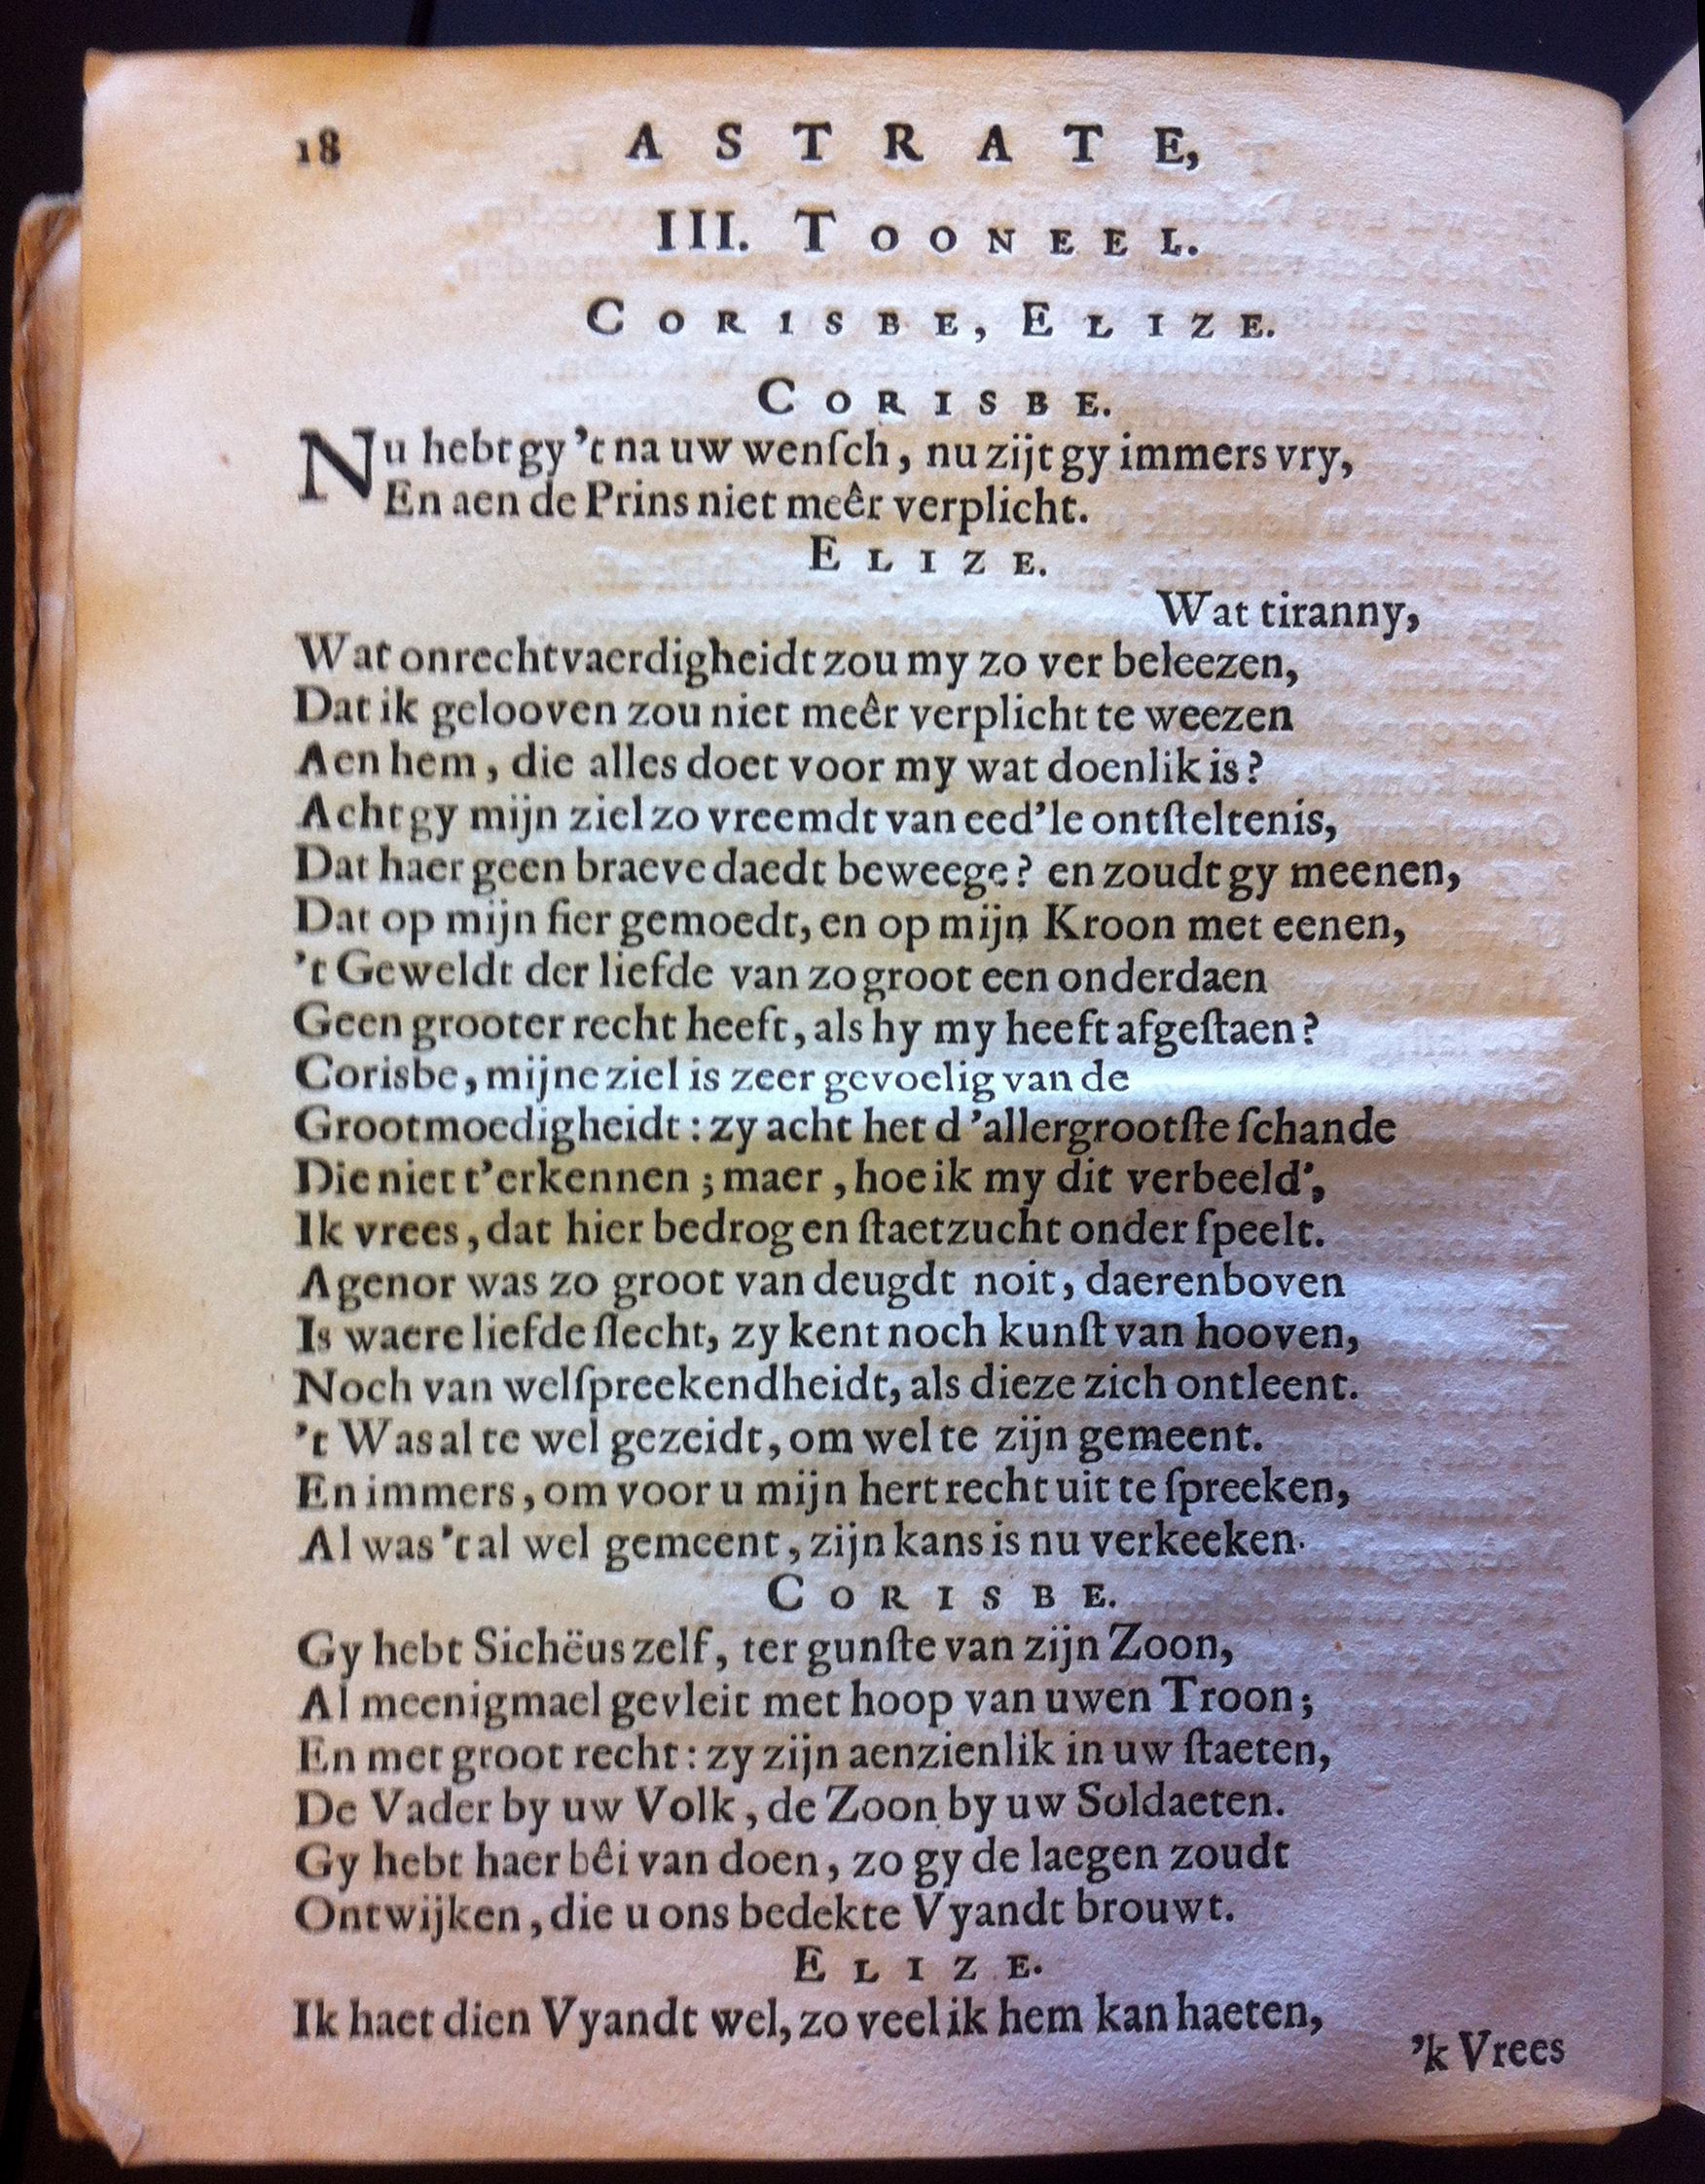 18 ASTRATE,
III. TOONEEL.
CORISBE, ELIZE.
CORISBE.
Nu hebt gy 't na uw wenſch, nu zijt gy immers vry,
En aen de Prins niet meêr verplicht.
ELIZE.
Wat tiranny,
Wat onrechtvaerdigheidt zou my zo ver beleezen,
Dat ik gelooven zou niet meêr verplicht te weezen
Aen hem, die alles doet voor my wat doenlik is?
Acht gy mijn ziel zo vreemdt van eed'le ontſteltenis,
Dat haer geen braeve daedt beweege? en zoudt gy meenen,
Dat op mijn fier gemoedt, en op mijn Kroon met eenen,
't Geweldt der liefde van zo groot een onderdaen
Geen grooter recht heeft, als hy my heeft afgeſtaen?
Corisbe, mijne ziel is zeer gevoelig van de
Grootmoedigheidt: zy acht het d'allergrootſte ſchande
Die niet t'erkennen; maer, hoe ik my dit verbeeld',
Ik vrees, dat hier bedrog en ſtaetzucht onder ſpeelt.
Agenor was zo groot van deugdt noit, daerenboven
Is waere liefde ſlecht, zy kent noch kunſt van hooven,
Noch van welſpreekendheidt, als dieze zich ontleent.
't Was al te wel gezeidt, om wel te zijn gemeent.
En immers, om voor u mijn hert recht uit te ſpreeken,
Al was 't al wel gemeent, zijn kans is nu verkeeken.
CORISBE.
Gy hebt Sichëus zelf, ter gunſte van zijn Zoon,
Al meenigmael gevleit met hoop van uwen Troon;
En met groot recht: zy zijn aenzienlik in uw ſtaeten,
De Vader by uw Volk, de Zoon by uw Soldaeten.
Gy hebt haer bêi van doen, zo gy de laegen zoudt
Ontwijken, die u ons bedekte Vyandt brouwt.
ELIZE.
Ik haet dien Vyandt wel, zo veel ik hem kan haeten,
'k Vrees